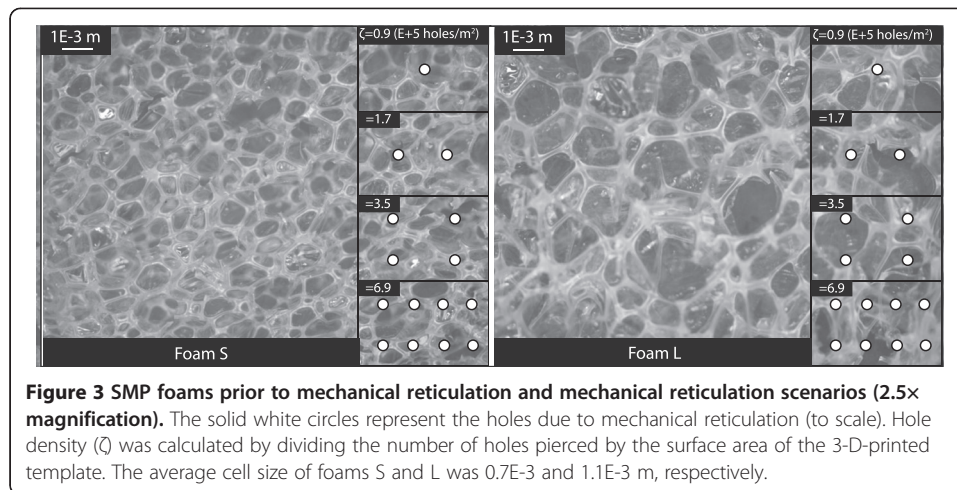 1E-3 m
ζ=0.9 (E+5 holes/m²)
=1.7
=3.5
=6.9
Foam S
1E-3 m
ζ=0.9 (E+5 holes/m²)
=1.7
=3.5
=6.9
Foam L
Figure 3 SMP foams prior to mechanical reticulation and mechanical reticulation scenarios (2.5×
magnification). The solid white circles represent the holes due to mechanical reticulation (to scale). Hole
density (ζ) was calculated by dividing the number of holes pierced by the surface area of the 3-D-printed
template. The average cell size of foams S and L was 0.7E-3 and 1.1E-3 m, respectively.